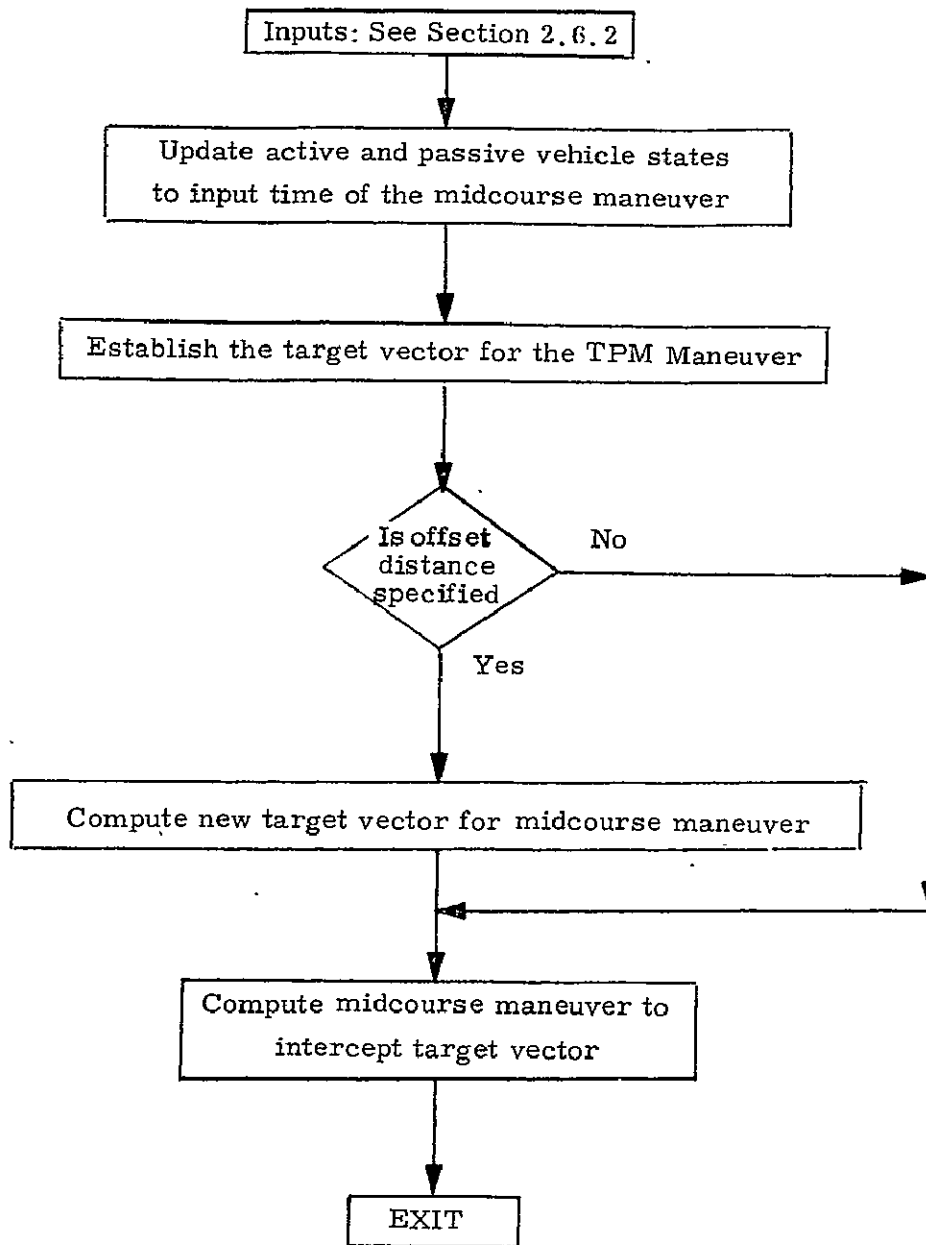 Inputs: See Section 2.6.2
Update active and passive vehicle states
to input time of the midcourse maneuver
Establish the target vector for the TPM Maneuver
Is offset
distance
specified
No
Yes
Compute new target vector for midcourse maneuver
Compute midcourse maneuver to
intercept target vector
EXIT